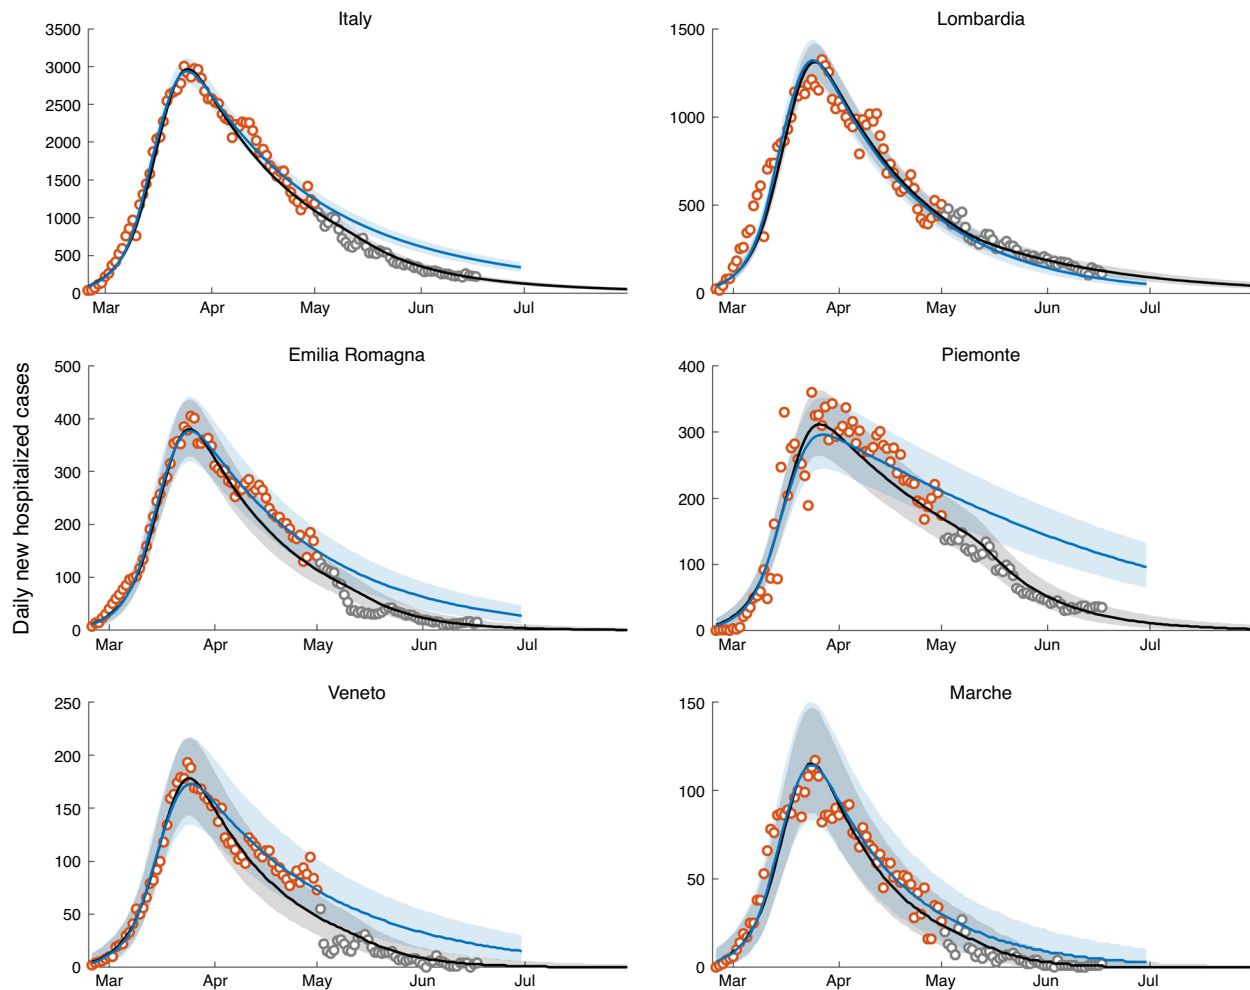 Daily new hospitalized cases
Italy
3500
3000
2500
2000
1500
1000
500
0
Mar Apr May Jun Jul
Lombardia
1500
1000
500
0
Mar Apr May Jun Jul
Emilia Romagna
500
400
300
200
100
0
Mar Apr May Jun Jul
Piemonte
400
300
200
100
0
Mar Apr May Jun Jul
Veneto
250
200
150
100
50
0
Mar Apr May Jun Jul
Marche
150
100
50
0
Mar Apr May Jun Jul